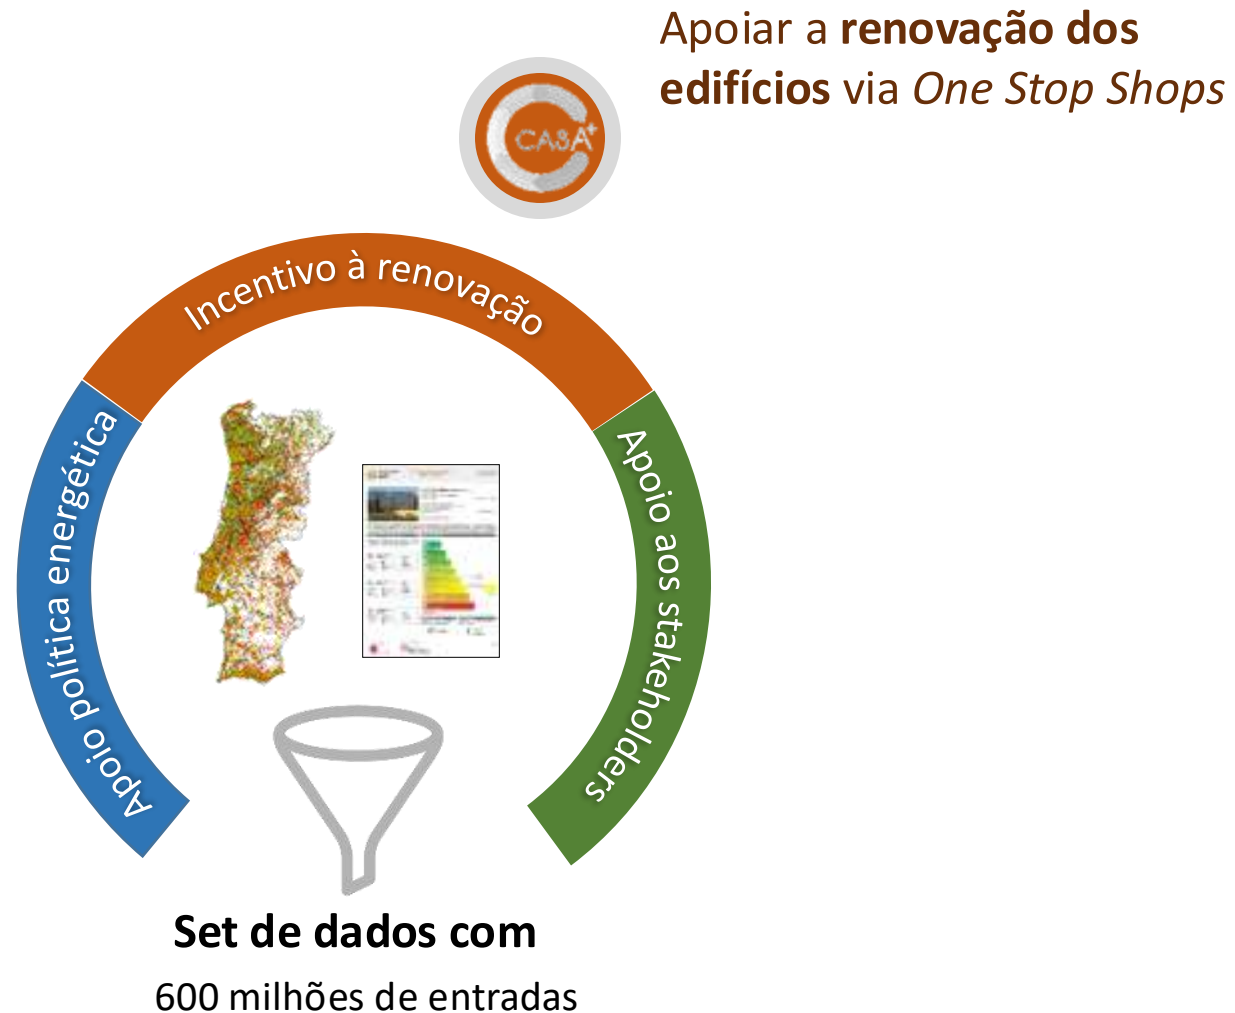 Apoiar a renovação dos
edifícios via One Stop Shops
CASA+
Incentivo à renovação
Apoio política energética
Apoio aos stakeholders
Set de dados com
600 milhões de entradas